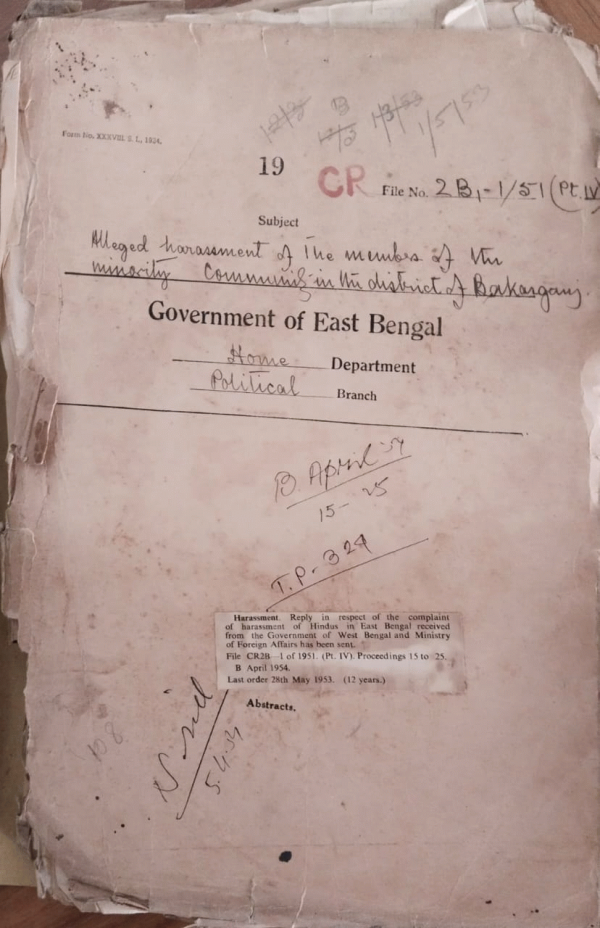 Form No. XXXVIII S. I., 1924.
1/5/53
19
CR File No. 2B1-1/51 (Pt. IV)
Subject
Alleged harassment of the members of the
minority community in the district of Bakarganj.
Government of East Bengal
Home Department
Political Branch
B. April 54
15-25
T.P. 324
Harassment. Reply in respect of the complaint
of harassment of Hindus in East Bengal received
from the Government of West Bengal and Ministry
of Foreign Affairs has been sent.
File CR2B—1 of 1951. (Pt. IV). Proceedings 15 to 25.
B April 1954.
Last order 28th May 1953. (12 years.)
Abstracts.
5.4.54